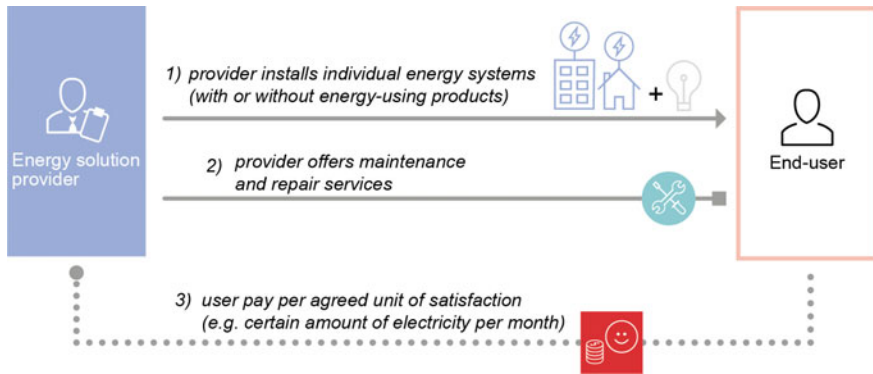 1) provider installs individual energy systems
(with or without energy-using products)
+
Energy solution
provider
2) provider offers maintenance
and repair services
End-user
3) user pay per agreed unit of satisfaction
(e.g. certain amount of electricity per month)